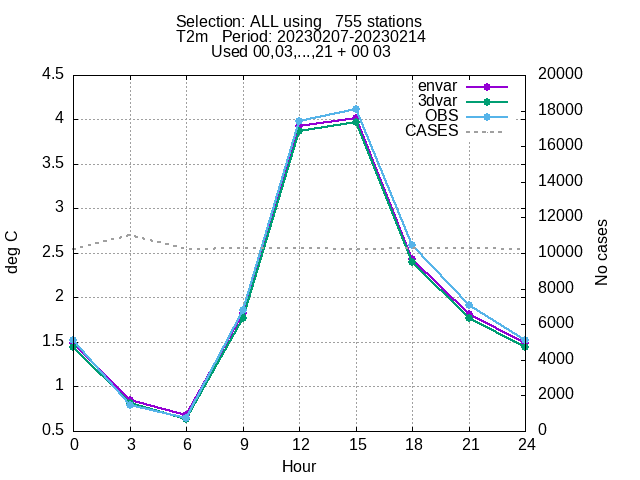 Selection: ALL using   755 stations
T2m   Period: 20230207-20230214
Used 00,03,...,21 + 00 03
4.5
4
3.5
3
2.5
2
1.5
1
0.5
deg C
envar
3dvar
OBS
CASES
20000
18000
16000
14000
12000
10000
8000
6000
4000
2000
0
No cases
0 3 6 9 12 15 18 21 24
Hour